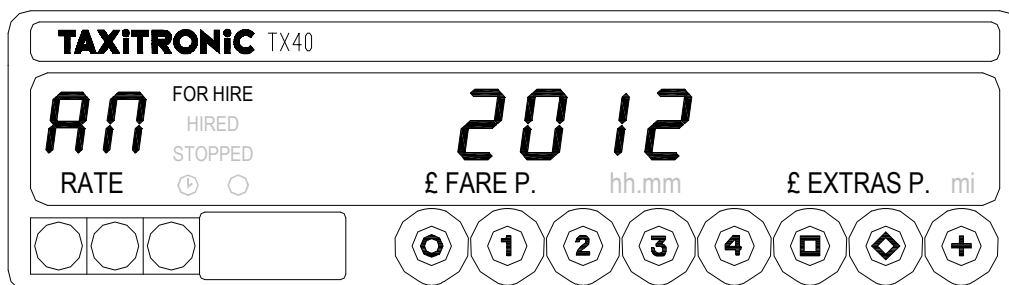 TAXiTRONiC TX40
An 2012
FOR HIRE
HIRED
STOPPED
RATE £ FARE P. hh.mm £ EXTRAS P. mi
1 2 3 4 +